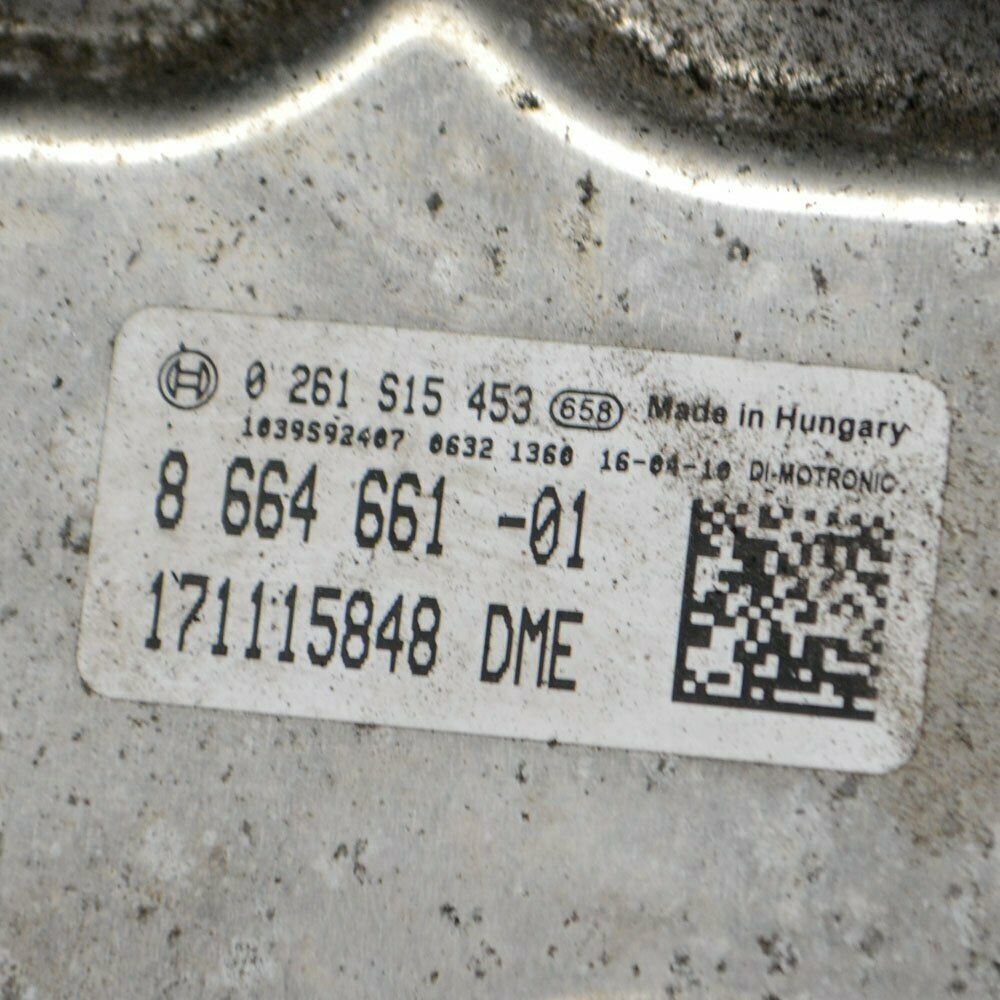 0 261 S15 453 658 Made in Hungary
1039S92407 0632 1360 16-04-10 DI-MOTRONIC
8 664 661 -01
171115848 DME